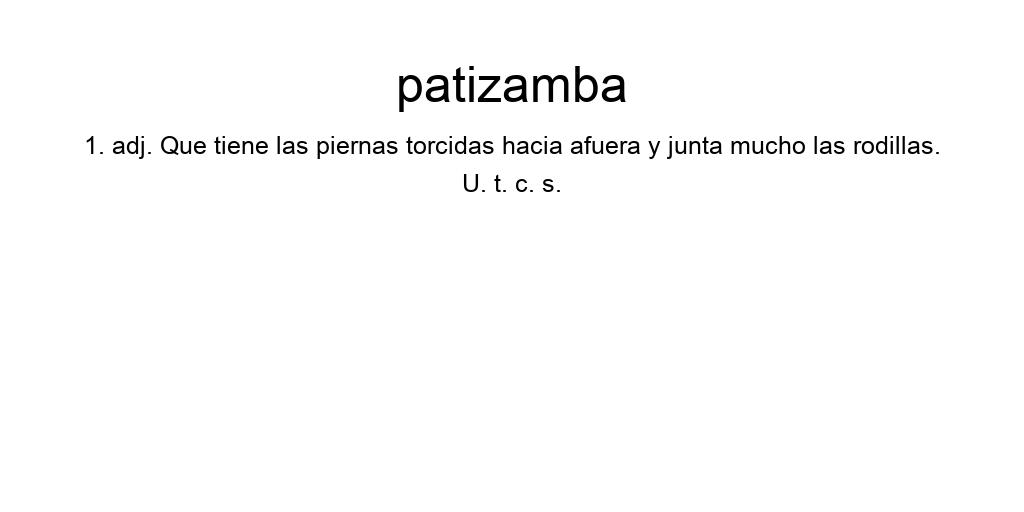 patizamba
1. adj. Que tiene las piernas torcidas hacia afuera y junta mucho las rodillas.
U. t. c. s.